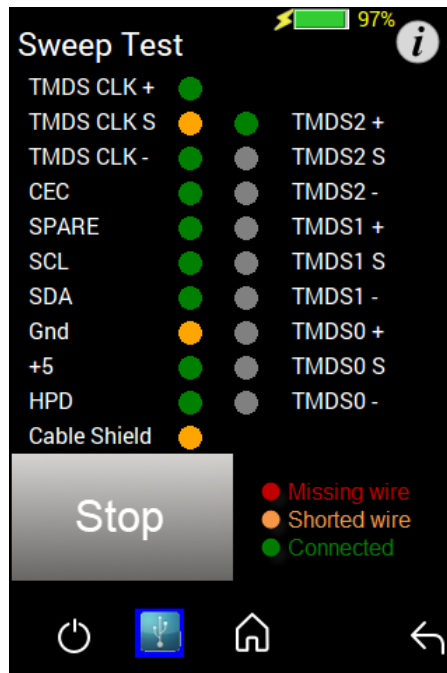 97%
Sweep Test
TMDS CLK +
TMDS CLK S TMDS2 +
TMDS CLK - TMDS2 S
CEC TMDS2 -
SPARE TMDS1 +
SCL TMDS1 S
SDA TMDS1 -
Gnd TMDS0 +
+5 TMDS0 S
HPD TMDS0 -
Cable Shield
Stop
Missing wire
Shorted wire
Connected